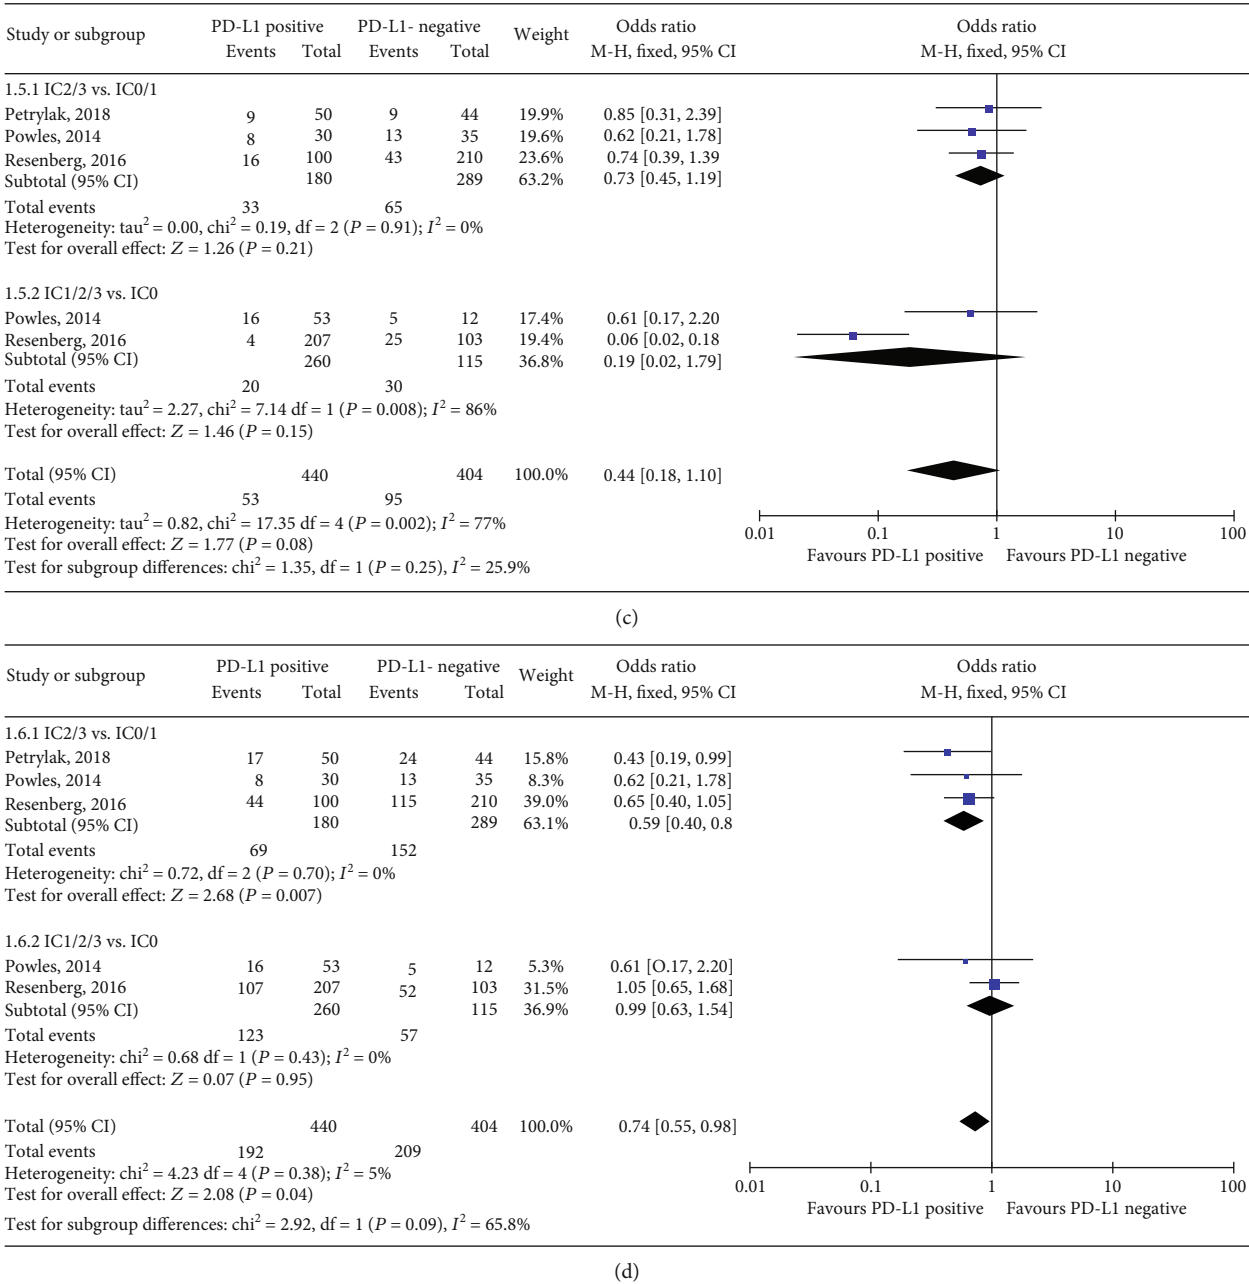 Study or subgroup PD-L1 positive PD-L1- negative Weight Odds ratio Odds ratio
Events Total Events Total M-H, fixed, 95% CI M-H, fixed, 95% CI
1.5.1 IC2/3 vs. IC0/1
Petrylak, 2018 9 50 9 44 19.9% 0.85 [0.31, 2.39]
Powles, 2014 8 30 13 35 19.6% 0.62 [0.21, 1.78]
Resenberg, 2016 16 100 43 210 23.6% 0.74 [0.39, 1.39
Subtotal (95% CI) 180 289 63.2% 0.73 [0.45, 1.19]
Total events 33 65
Heterogeneity: tau² = 0.00, chi² = 0.19, df = 2 (P = 0.91); I² = 0%
Test for overall effect: Z = 1.26 (P = 0.21)
1.5.2 IC1/2/3 vs. IC0
Powles, 2014 16 53 5 12 17.4% 0.61 [0.17, 2.20
Resenberg, 2016 4 207 25 103 19.4% 0.06 [0.02, 0.18
Subtotal (95% CI) 260 115 36.8% 0.19 [0.02, 1.79]
Total events 20 30
Heterogeneity: tau² = 2.27, chi² = 7.14 df = 1 (P = 0.008); I² = 86%
Test for overall effect: Z = 1.46 (P = 0.15)
Total (95% CI) 440 404 100.0% 0.44 [0.18, 1.10]
Total events 53 95
Heterogeneity: tau² = 0.82, chi² = 17.35 df = 4 (P = 0.002); I² = 77%
Test for overall effect: Z = 1.77 (P = 0.08)
Test for subgroup differences: chi² = 1.35, df = 1 (P = 0.25), I² = 25.9%
0.01 0.1 1 10 100
Favours PD-L1 positive Favours PD-L1 negative
(c)
Study or subgroup PD-L1 positive PD-L1- negative Weight Odds ratio Odds ratio
Events Total Events Total M-H, fixed, 95% CI M-H, fixed, 95% CI
1.6.1 IC2/3 vs. IC0/1
Petrylak, 2018 17 50 24 44 15.8% 0.43 [0.19, 0.99]
Powles, 2014 8 30 13 35 8.3% 0.62 [0.21, 1.78]
Resenberg, 2016 44 100 115 210 39.0% 0.65 [0.40, 1.05]
Subtotal (95% CI) 180 289 63.1% 0.59 [0.40, 0.8
Total events 69 152
Heterogeneity: chi² = 0.72, df = 2 (P = 0.70); I² = 0%
Test for overall effect: Z = 2.68 (P = 0.007)
1.6.2 IC1/2/3 vs. IC0
Powles, 2014 16 53 5 12 5.3% 0.61 [O.17, 2.20]
Resenberg, 2016 107 207 52 103 31.5% 1.05 [0.65, 1.68]
Subtotal (95% CI) 260 115 36.9% 0.99 [0.63, 1.54]
Total events 123 57
Heterogeneity: chi² = 0.68 df = 1 (P = 0.43); I² = 0%
Test for overall effect: Z = 0.07 (P = 0.95)
Total (95% CI) 440 404 100.0% 0.74 [0.55, 0.98]
Total events 192 209
Heterogeneity: chi² = 4.23 df = 4 (P = 0.38); I² = 5%
Test for overall effect: Z = 2.08 (P = 0.04)
Test for subgroup differences: chi² = 2.92, df = 1 (P = 0.09), I² = 65.8%
0.01 0.1 1 10 100
Favours PD-L1 positive Favours PD-L1 negative
(d)